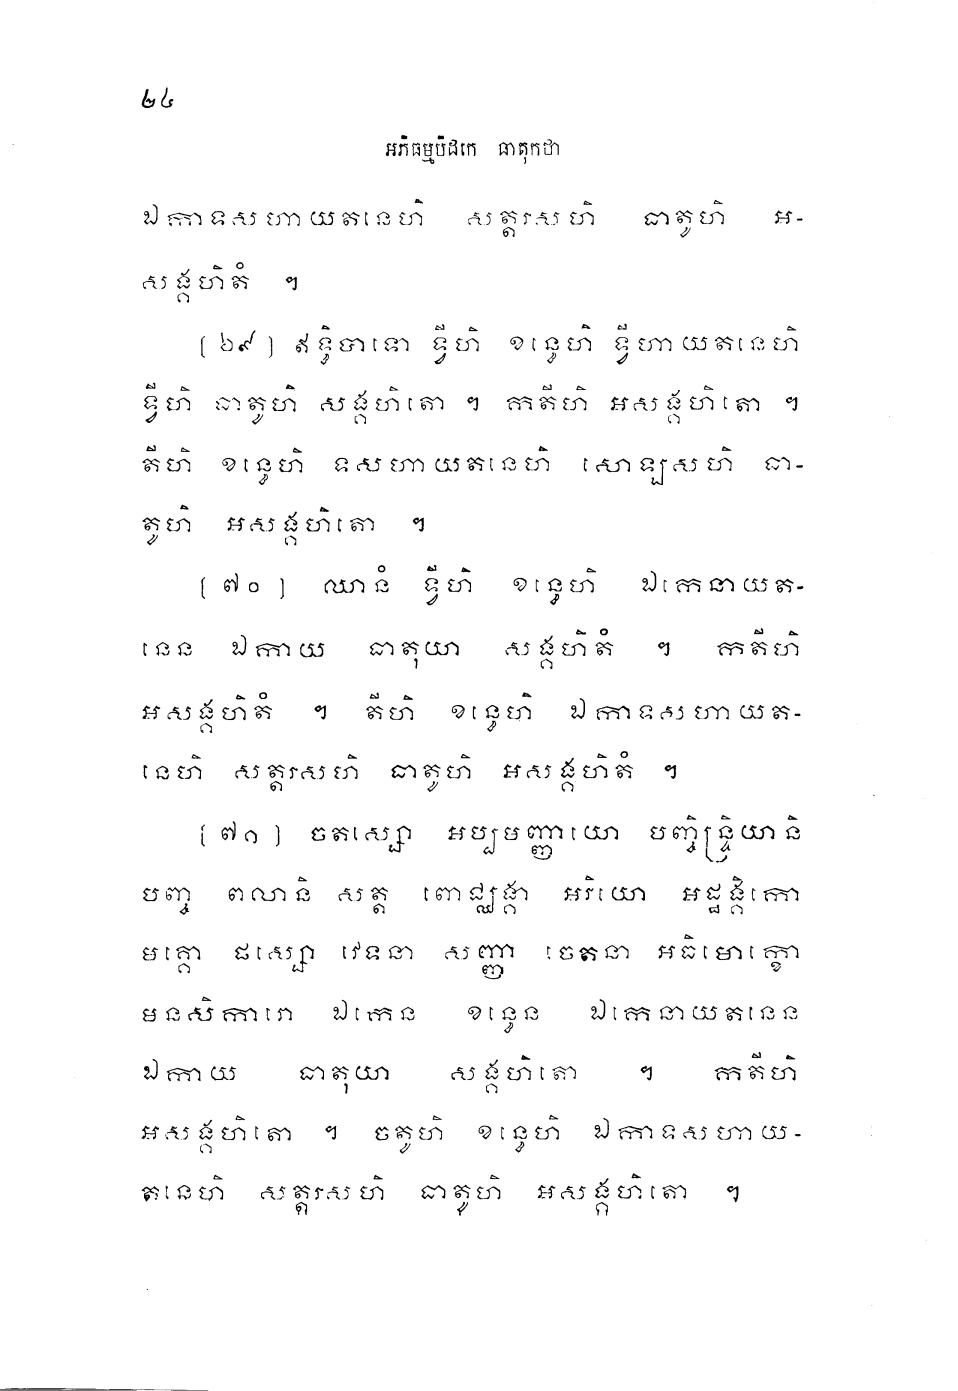 ២៤
អភិធម្មបិដកេ ធាតុកថា
ឯកាទសហាយតនេហិ សត្តរសហិ ធាតូហិ អ-
សង្គហិតំ ។
(៦៩) ឥទ្ធិបាទោ ទ្វីហិ ខន្ធេហិ ទ្វីហាយតនេហិ
ទ្វីហិ ធាតូហិ សង្គហិតោ ។ កតីហិ អសង្គហិតោ ។
តីហិ ខន្ធេហិ ទសហាយតនេហិ សោឡសហិ ធា-
តូហិ អសង្គហិតោ ។
(៧០) ឈានំ ទ្វីហិ ខន្ធេហិ ឯកេនាយត-
នេន ឯកាយ ធាតុយា សង្គហិតំ ។ កតីហិ
អសង្គហិតំ ។ តីហិ ខន្ធេហិ ឯកាទសហាយត-
នេហិ សត្តរសហិ ធាតូហិ អសង្គហិតំ ។
(៧១) ចតស្សោ អប្បមញ្ញាយោ បញ្ចិន្ទ្រិយានិ
បញ្ច ពលានិ សត្ត ពោជ្ឈង្គា អរិយោ អដ្ឋង្គិកោ
មគ្គោ ផស្សោ វេទនា សញ្ញា ចេតនា អធិមោក្ខោ
មនសិការោ ឯកេន ខន្ធេន ឯកេនាយតនេន
ឯកាយ ធាតុយា សង្គហិតោ ។ កតីហិ
អសង្គហិតោ ។ ចតូហិ ខន្ធេហិ ឯកាទសហាយ-
តនេហិ សត្តរសហិ ធាតូហិ អសង្គហិតោ ។